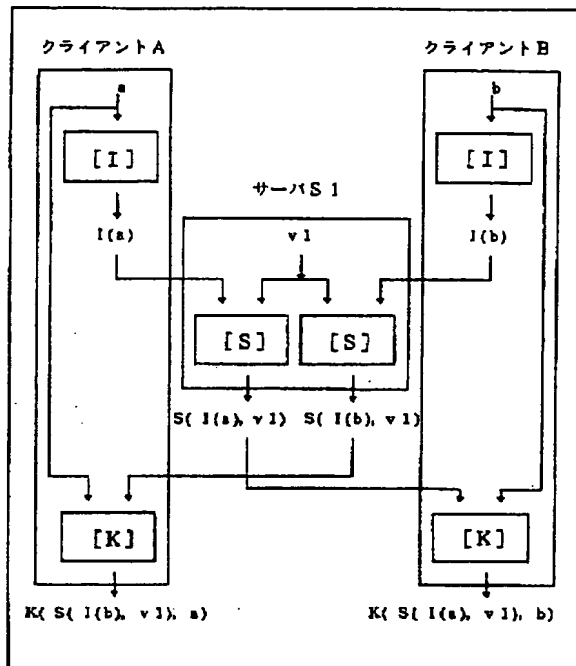 クライアントA クライアントB
a b
[I] [I]
サーバS1
I(a) v1 I(b)
[S] [S]
S( I(a), v1) S( I(b), v1)
[K] [K]
K( S( I(b), v1), a) K( S( I(a), v1), b)